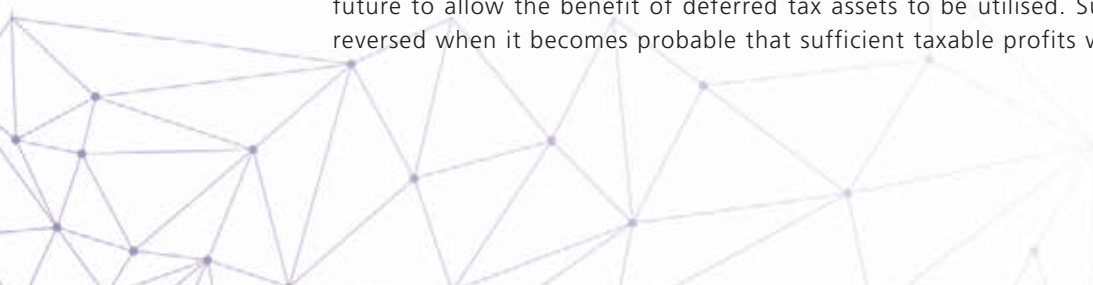 future to allow the benefit of deferred tax assets to be utilised.
reversed when it becomes probable that sufficient taxable profits